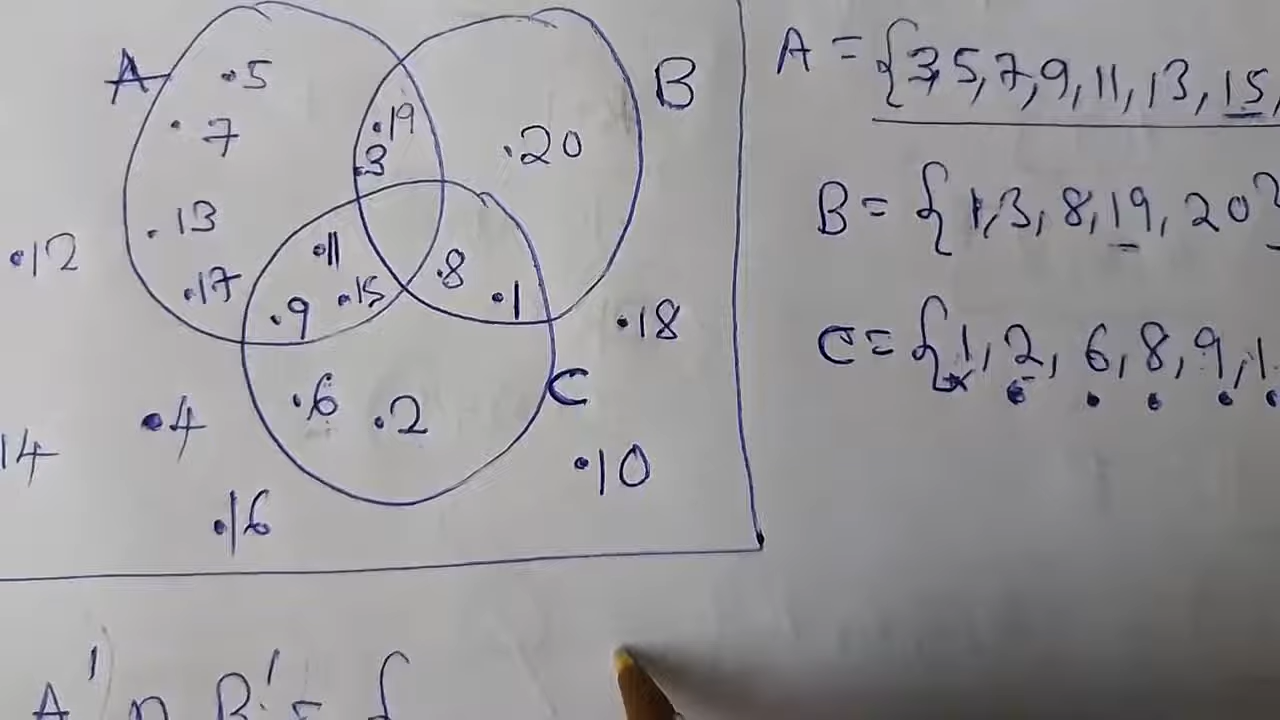 A
.5
B
.7
.19
.3
.20
.13
.11
.12
.17
.8
.9
.15
.1
.18
C
.6
.2
.4
14
.10
.16
A = {3,5,7,9,11,13,15,
B = {1,3,8,19,20}
C = {1,2,6,8,9,1
A' ∩ B' = {